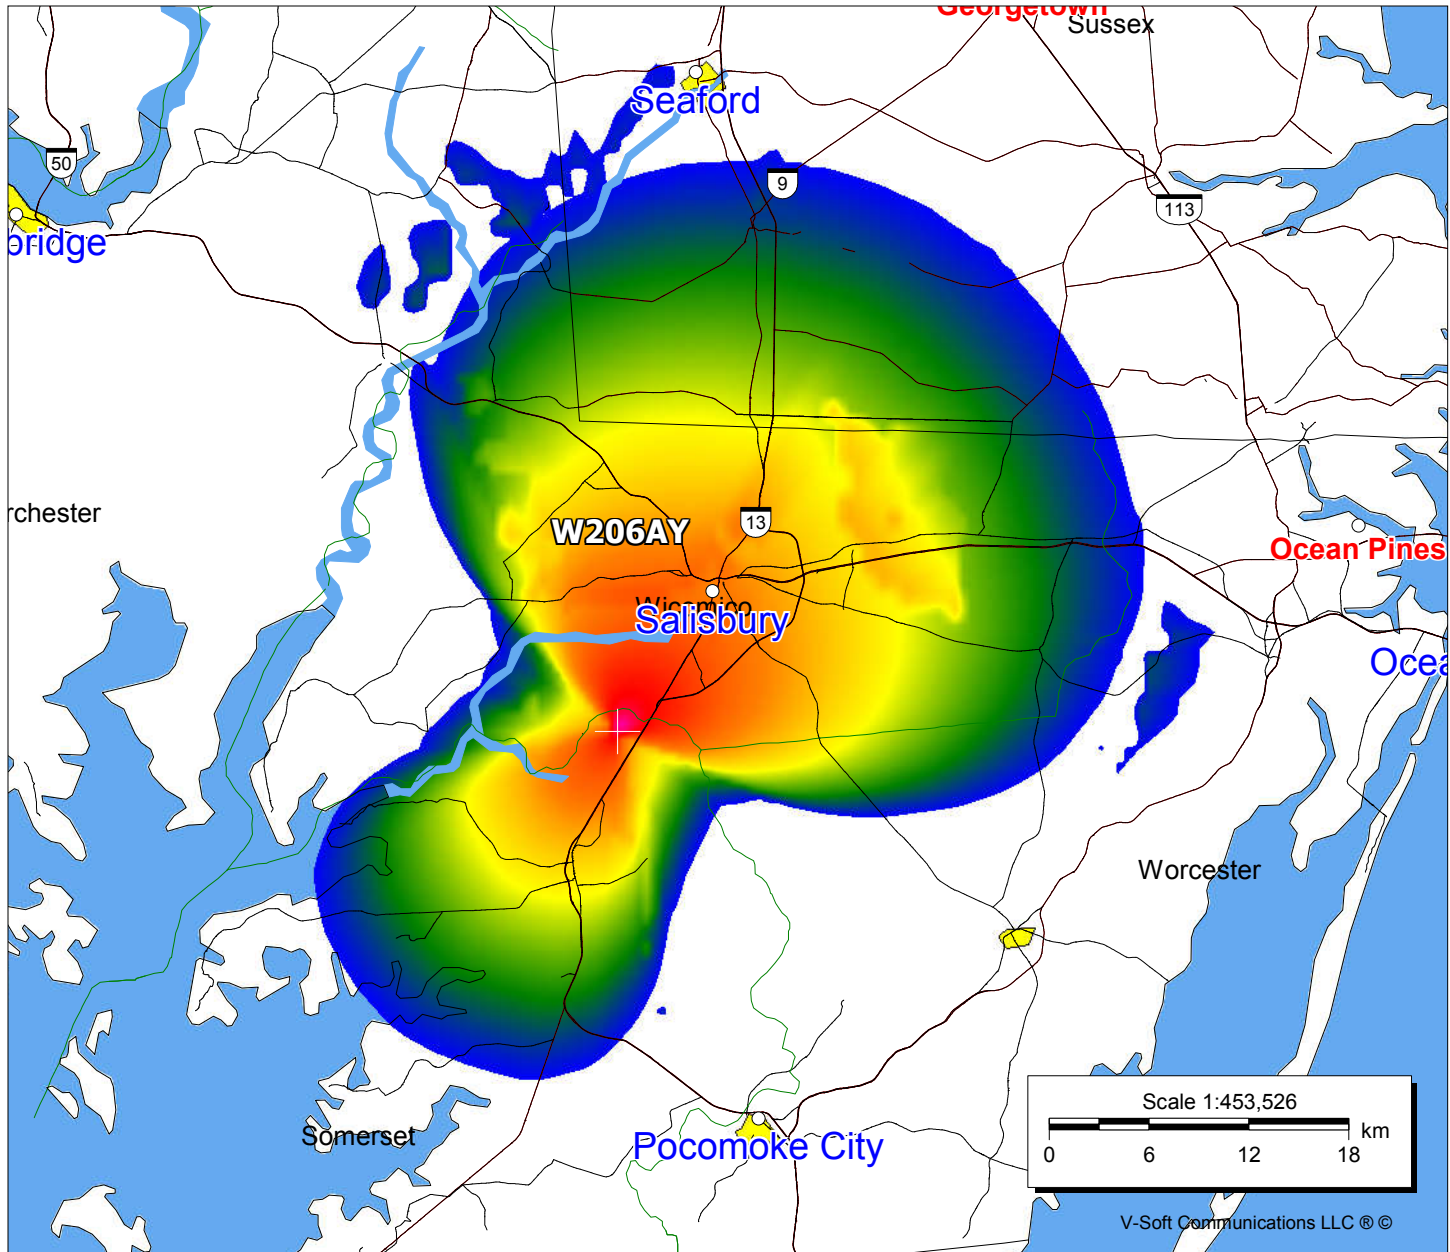 Georgetown
Sussex
Seaford
50
9
113
bridge
rchester
W206AY
13
Ocean Pines
Wicomico
Salisbury
Ocea
Worcester
Scale 1:453,526
km
0 6 12 18
Somerset
Pocomoke City
V-Soft Communications LLC ® ©